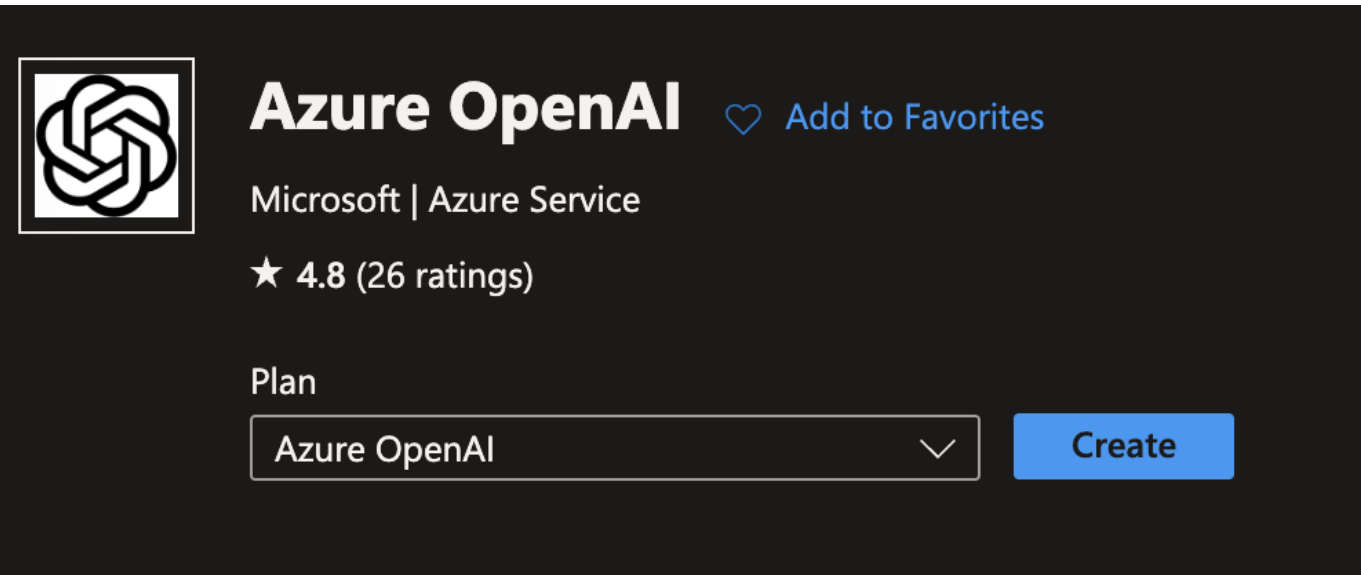 Azure OpenAI Add to Favorites
Microsoft | Azure Service
★ 4.8 (26 ratings)
Plan
Azure OpenAI Create